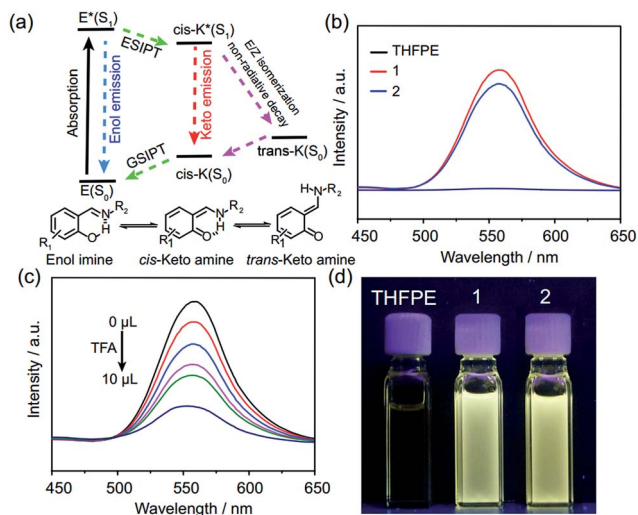 (a)
E*(S1)
cis-K*(S1)
ESIPT
Absorption
Enol emission
Keto emission
E/Z isomerization
non-radiative decay
GSIPT
trans-K(S0)
cis-K(S0)
E(S0)
R1
O
H
N
R2
R1
O
H
N
R2
HN
R2
R1
O
Enol imine
cis-Keto amine
trans-Keto amine
(b)
THFPE
1
2
Intensity / a.u.
450 500 550 600 650
Wavelength / nm
(c)
0 μL
TFA
10 μL
Intensity / a.u.
450 500 550 600 650
Wavelength / nm
(d)
THFPE 1 2